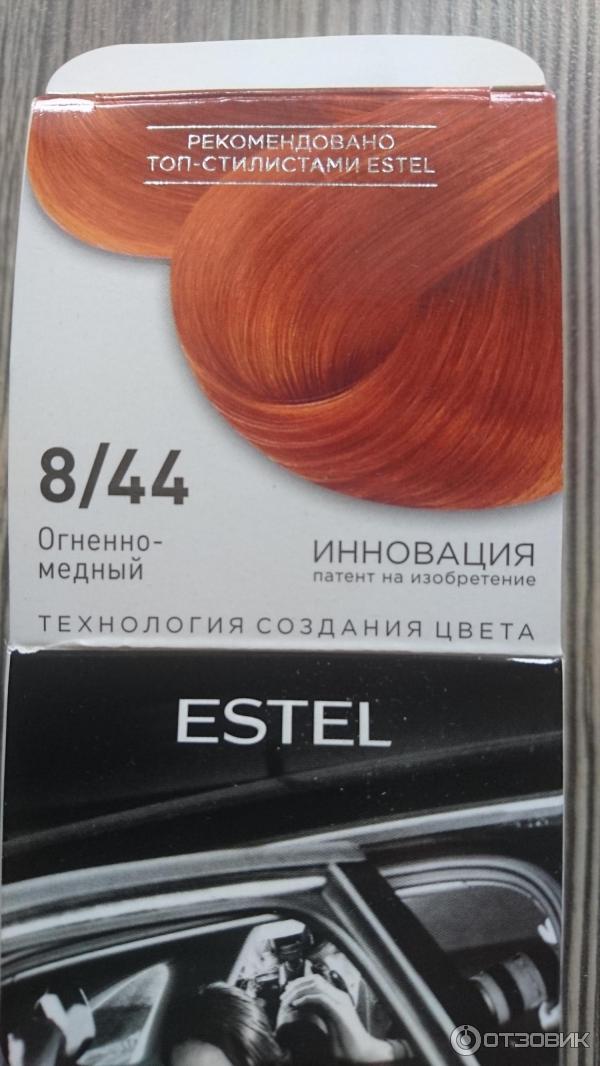 РЕКОМЕНДОВАНО
ТОП-СТИЛИСТАМИ ESTEL
8/44
Огненно-
медный
ИННОВАЦИЯ
патент на изобретение
ТЕХНОЛОГИЯ СОЗДАНИЯ ЦВЕТА
ESTEL
ОТЗОВИК